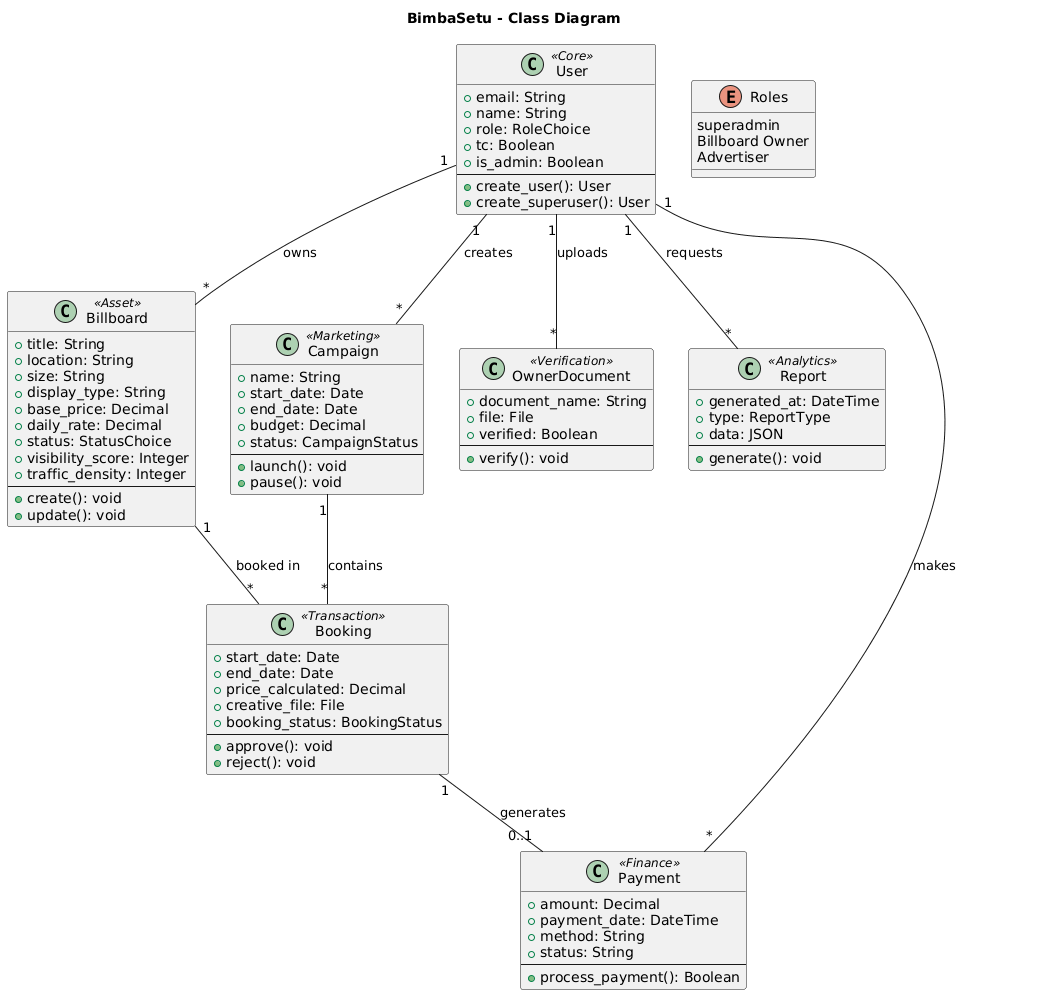 BimbaSetu - Class Diagram
C
«Core»
User
email: String
name: String
role: RoleChoice
tc: Boolean
is_admin: Boolean
create_user(): User
create_superuser(): User
E
Roles
superadmin
Billboard Owner
Advertiser
1
1
1
1
1
owns
creates
uploads
requests
*
*
*
*
C
«Asset»
Billboard
title: String
location: String
size: String
display_type: String
base_price: Decimal
daily_rate: Decimal
status: StatusChoice
visibility_score: Integer
traffic_density: Integer
create(): void
update(): void
C
«Marketing»
Campaign
name: String
start_date: Date
end_date: Date
budget: Decimal
status: CampaignStatus
launch(): void
pause(): void
C
«Verification»
OwnerDocument
document_name: String
file: File
verified: Boolean
verify(): void
C
«Analytics»
Report
generated_at: DateTime
type: ReportType
data: JSON
generate(): void
1
1
booked in
contains
makes
*
*
C
«Transaction»
Booking
start_date: Date
end_date: Date
price_calculated: Decimal
creative_file: File
booking_status: BookingStatus
approve(): void
reject(): void
1
generates
0..1
*
C
«Finance»
Payment
amount: Decimal
payment_date: DateTime
method: String
status: String
process_payment(): Boolean